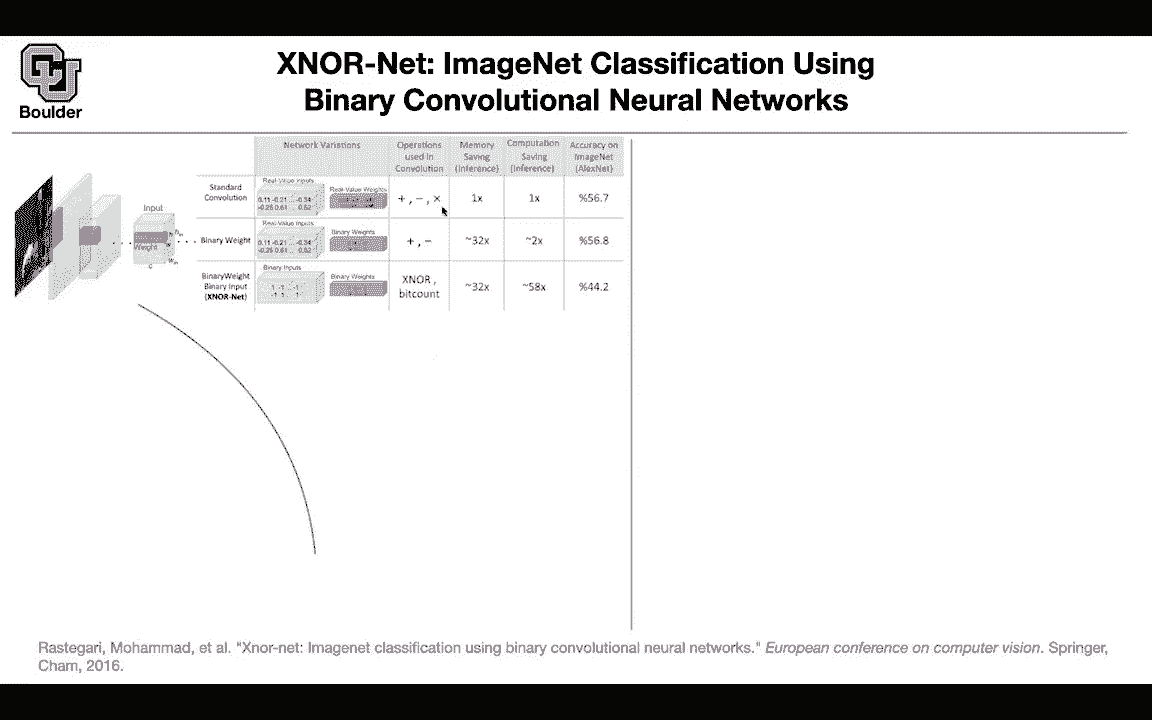 Boulder
XNOR-Net: ImageNet Classification Using
Binary Convolutional Neural Networks
Network Variations
Operations
used in
Convolution
Memory
Saving
(Inference)
Computation
Saving
(Inference)
Accuracy on
ImageNet
(AlexNet)
Input
Weight
h
w
c
Standard
Convolution
Real-Value Inputs
0.11 -0.21 ... -0.34
-0.25 0.61 ... 0.52
Real-Value Weights
+ , − , ×
1x
1x
%56.7
Binary Weight
Real-Value Inputs
0.11 -0.21 ... -0.34
-0.25 0.61 ... 0.52
Binary Weights
+ , −
~32x
~2x
%56.8
BinaryWeight
Binary Input
(XNOR-Net)
Binary Inputs
1 -1 ... -1
-1 1 ... 1
Binary Weights
XNOR ,
bitcount
~32x
~58x
%44.2
Rastegari, Mohammad, et al. "Xnor-net: Imagenet classification using binary convolutional neural networks." European conference on computer vision. Springer,
Cham, 2016.